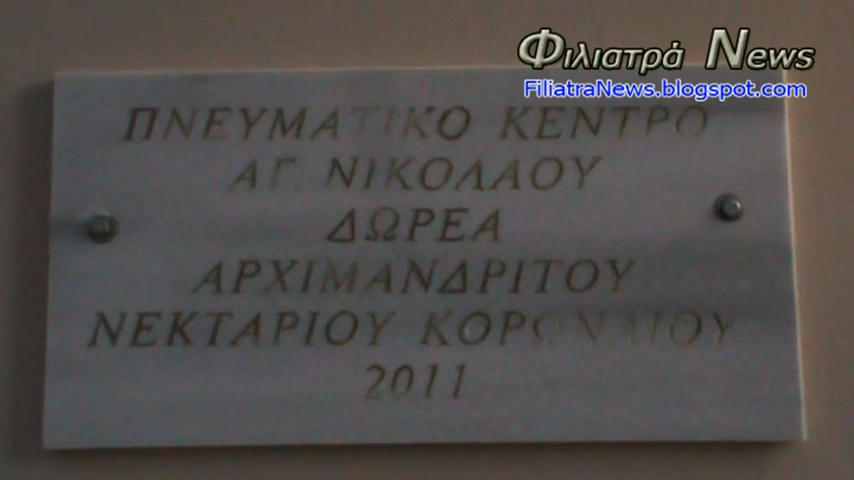 Φιλιατρά News
FiliatraNews.blogspot.com
ΠΝΕΥΜΑΤΙΚΟ ΚΕΝΤΡΟ
ΑΓ. ΝΙΚΟΛΑΟΥ
ΔΩΡΕΑ
ΑΡΧΙΜΑΝΔΡΙΤΟΥ
ΝΕΚΤΑΡΙΟΥ ΚΟΡΩΝΑΙΟΥ
2011